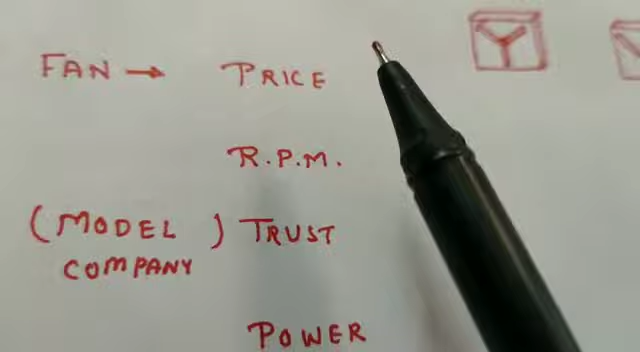 FAN → PRICE
R.P.M.
(MODEL COMPANY) TRUST
POWER